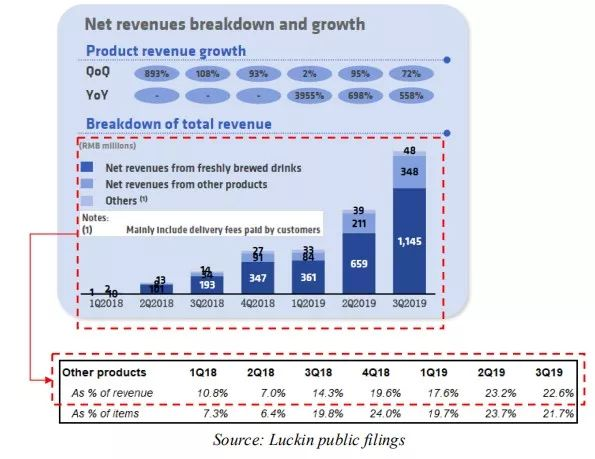 Net revenues breakdown and growth
Product revenue growth
QoQ 893% 108% 93% 2% 95% 72%
YoY - - - 3955% 698% 558%
Breakdown of total revenue
(RMB millions)
Net revenues from freshly brewed drinks
Net revenues from other products
Others (1)
Notes:
(1) Mainly include delivery fees paid by customers
1 2 10
13 101
14 34 193
27 91 347
33 84 361
39 211 659
48 348 1,145
1Q2018 2Q2018 3Q2018 4Q2018 1Q2019 2Q2019 3Q2019
Other products 1Q18 2Q18 3Q18 4Q18 1Q19 2Q19 3Q19
As % of revenue 10.8% 7.0% 14.3% 19.6% 17.6% 23.2% 22.6%
As % of items 7.3% 6.4% 19.8% 24.0% 19.7% 23.7% 21.7%
Source: Luckin public filings